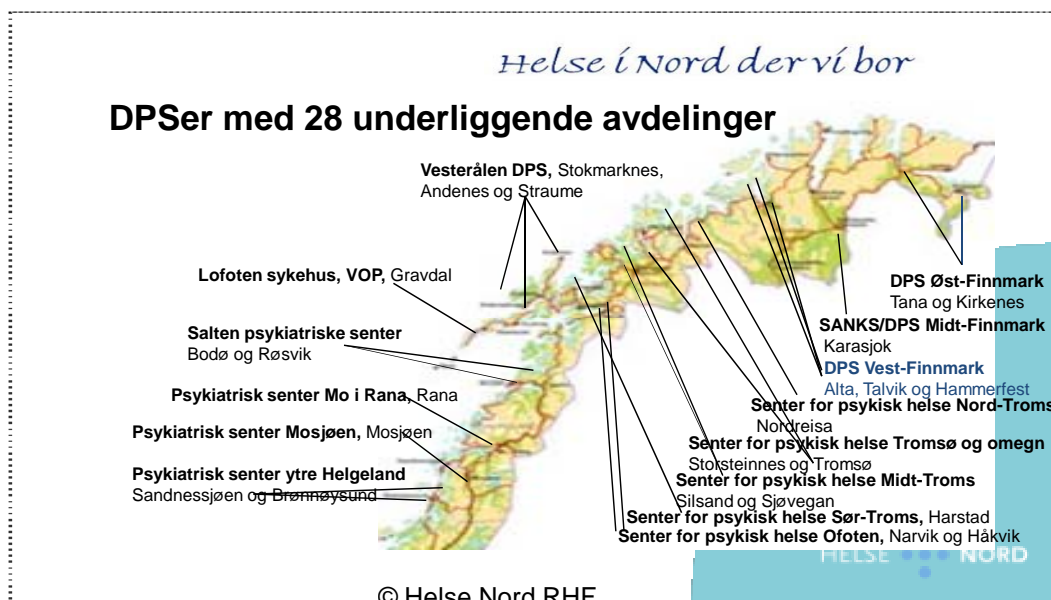 Helse i Nord der vi bor
DPSer med 28 underliggende avdelinger
Vesterålen DPS, Stokmarknes,
Andenes og Straume
Lofoten sykehus, VOP, Gravdal
Salten psykiatriske senter
Bodø og Røsvik
Psykiatrisk senter Mo i Rana, Rana
Psykiatrisk senter Mosjøen, Mosjøen
Psykiatrisk senter ytre Helgeland
Sandnessjøen og Brønnøysund
DPS Øst-Finnmark
Tana og Kirkenes
SANKS/DPS Midt-Finnmark
Karasjok
DPS Vest-Finnmark
Alta, Talvik og Hammerfest
Senter for psykisk helse Nord-Troms
Nordreisa
Senter for psykisk helse Tromsø og omegn
Storsteinnes og Tromsø
Senter for psykisk helse Midt-Troms
Silsand og Sjøvegan
Senter for psykisk helse Sør-Troms, Harstad
Senter for psykisk helse Ofoten, Narvik og Håkvik
HELSE NORD
© Helse Nord RHF